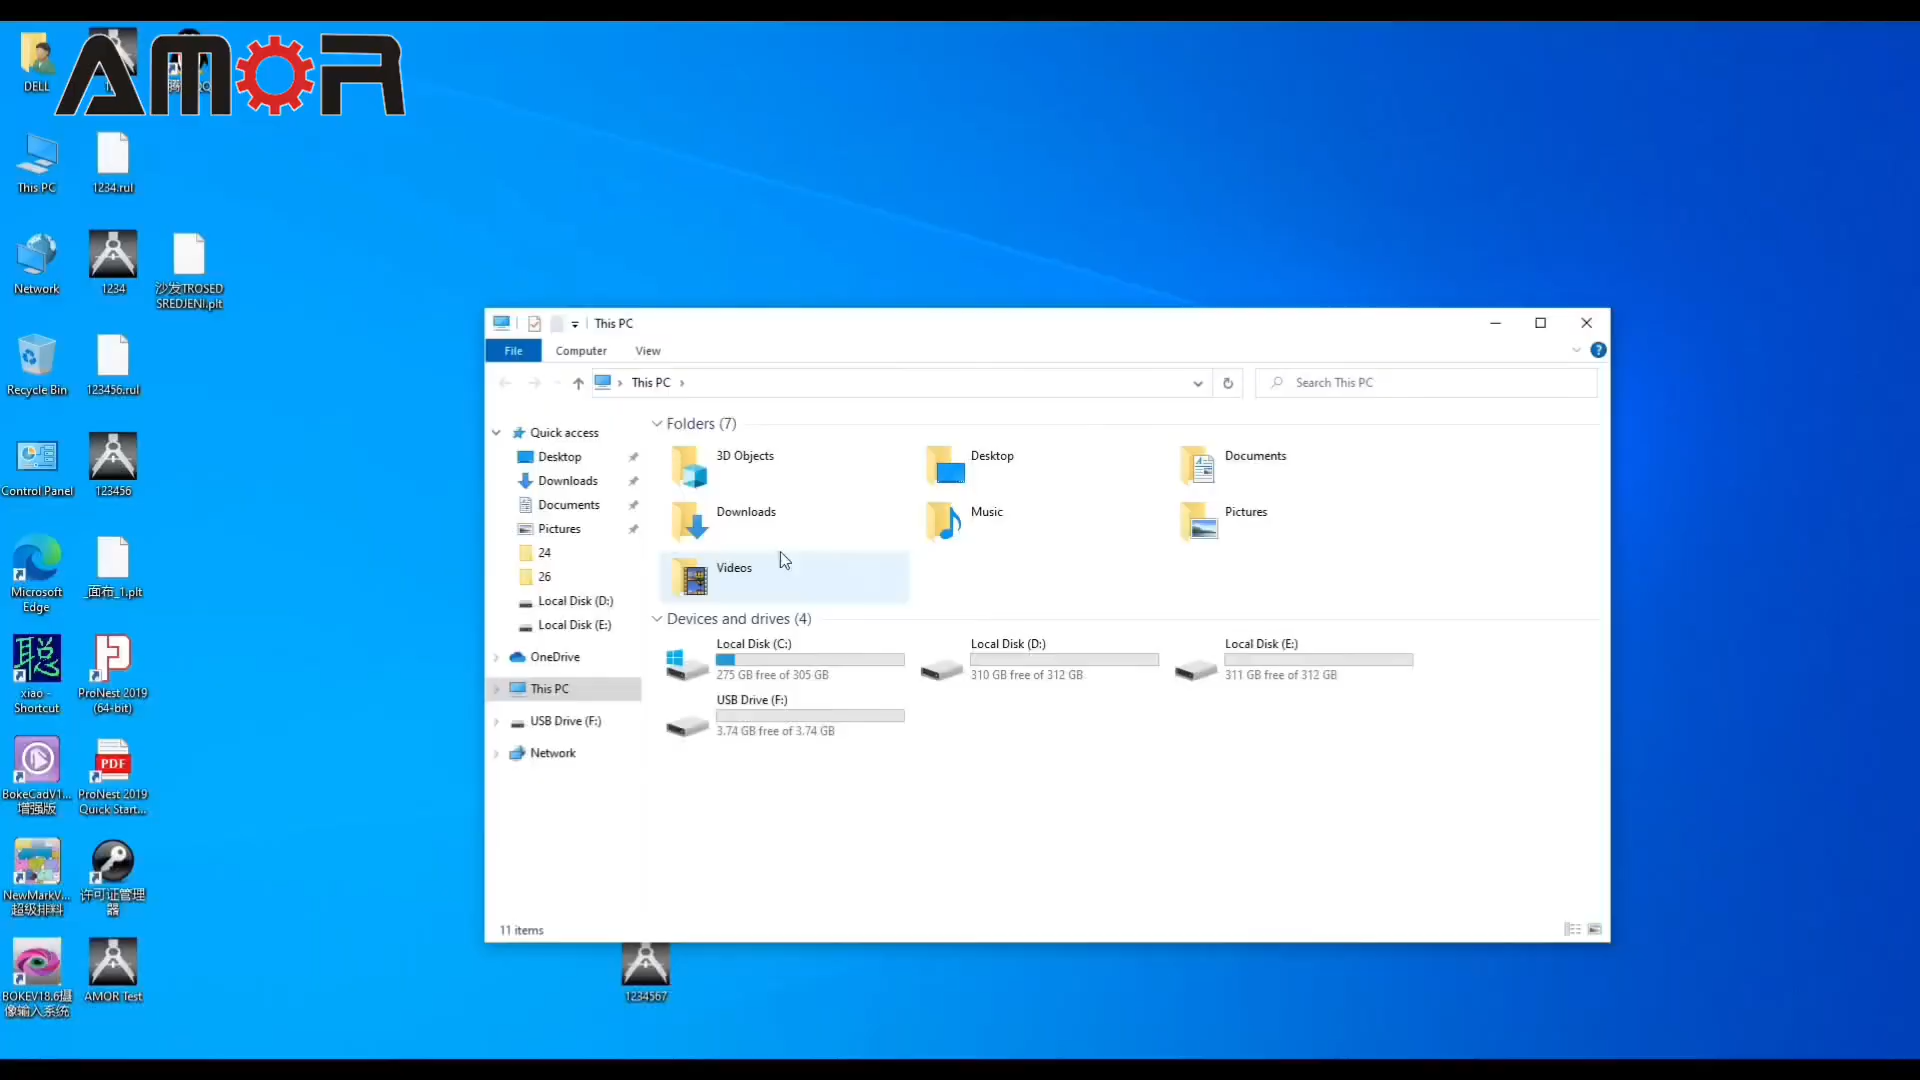 AMOR
DELL
This PC
1234.rul
Network
1234
沙发TROSED
SREDJENI.plt
Recycle Bin
123456.rul
Control Panel
123456
Microsoft
Edge
_面布_1.plt
xiao -
Shortcut
ProNest 2019
(64-bit)
BokeCadV1...
增强版
ProNest 2019
Quick Start...
NewMarkV...
超级排料
许可证管理
器
BOKEV18.6摄
像输入系统
AMOR Test
1234567
This PC
File
Computer
View
This PC
Search This PC
Quick access
Desktop
Downloads
Documents
Pictures
24
26
Local Disk (D:)
Local Disk (E:)
OneDrive
This PC
USB Drive (F:)
Network
Folders (7)
3D Objects
Desktop
Documents
Downloads
Music
Pictures
Videos
Devices and drives (4)
Local Disk (C:)
275 GB free of 305 GB
Local Disk (D:)
310 GB free of 312 GB
Local Disk (E:)
311 GB free of 312 GB
USB Drive (F:)
3.74 GB free of 3.74 GB
11 items